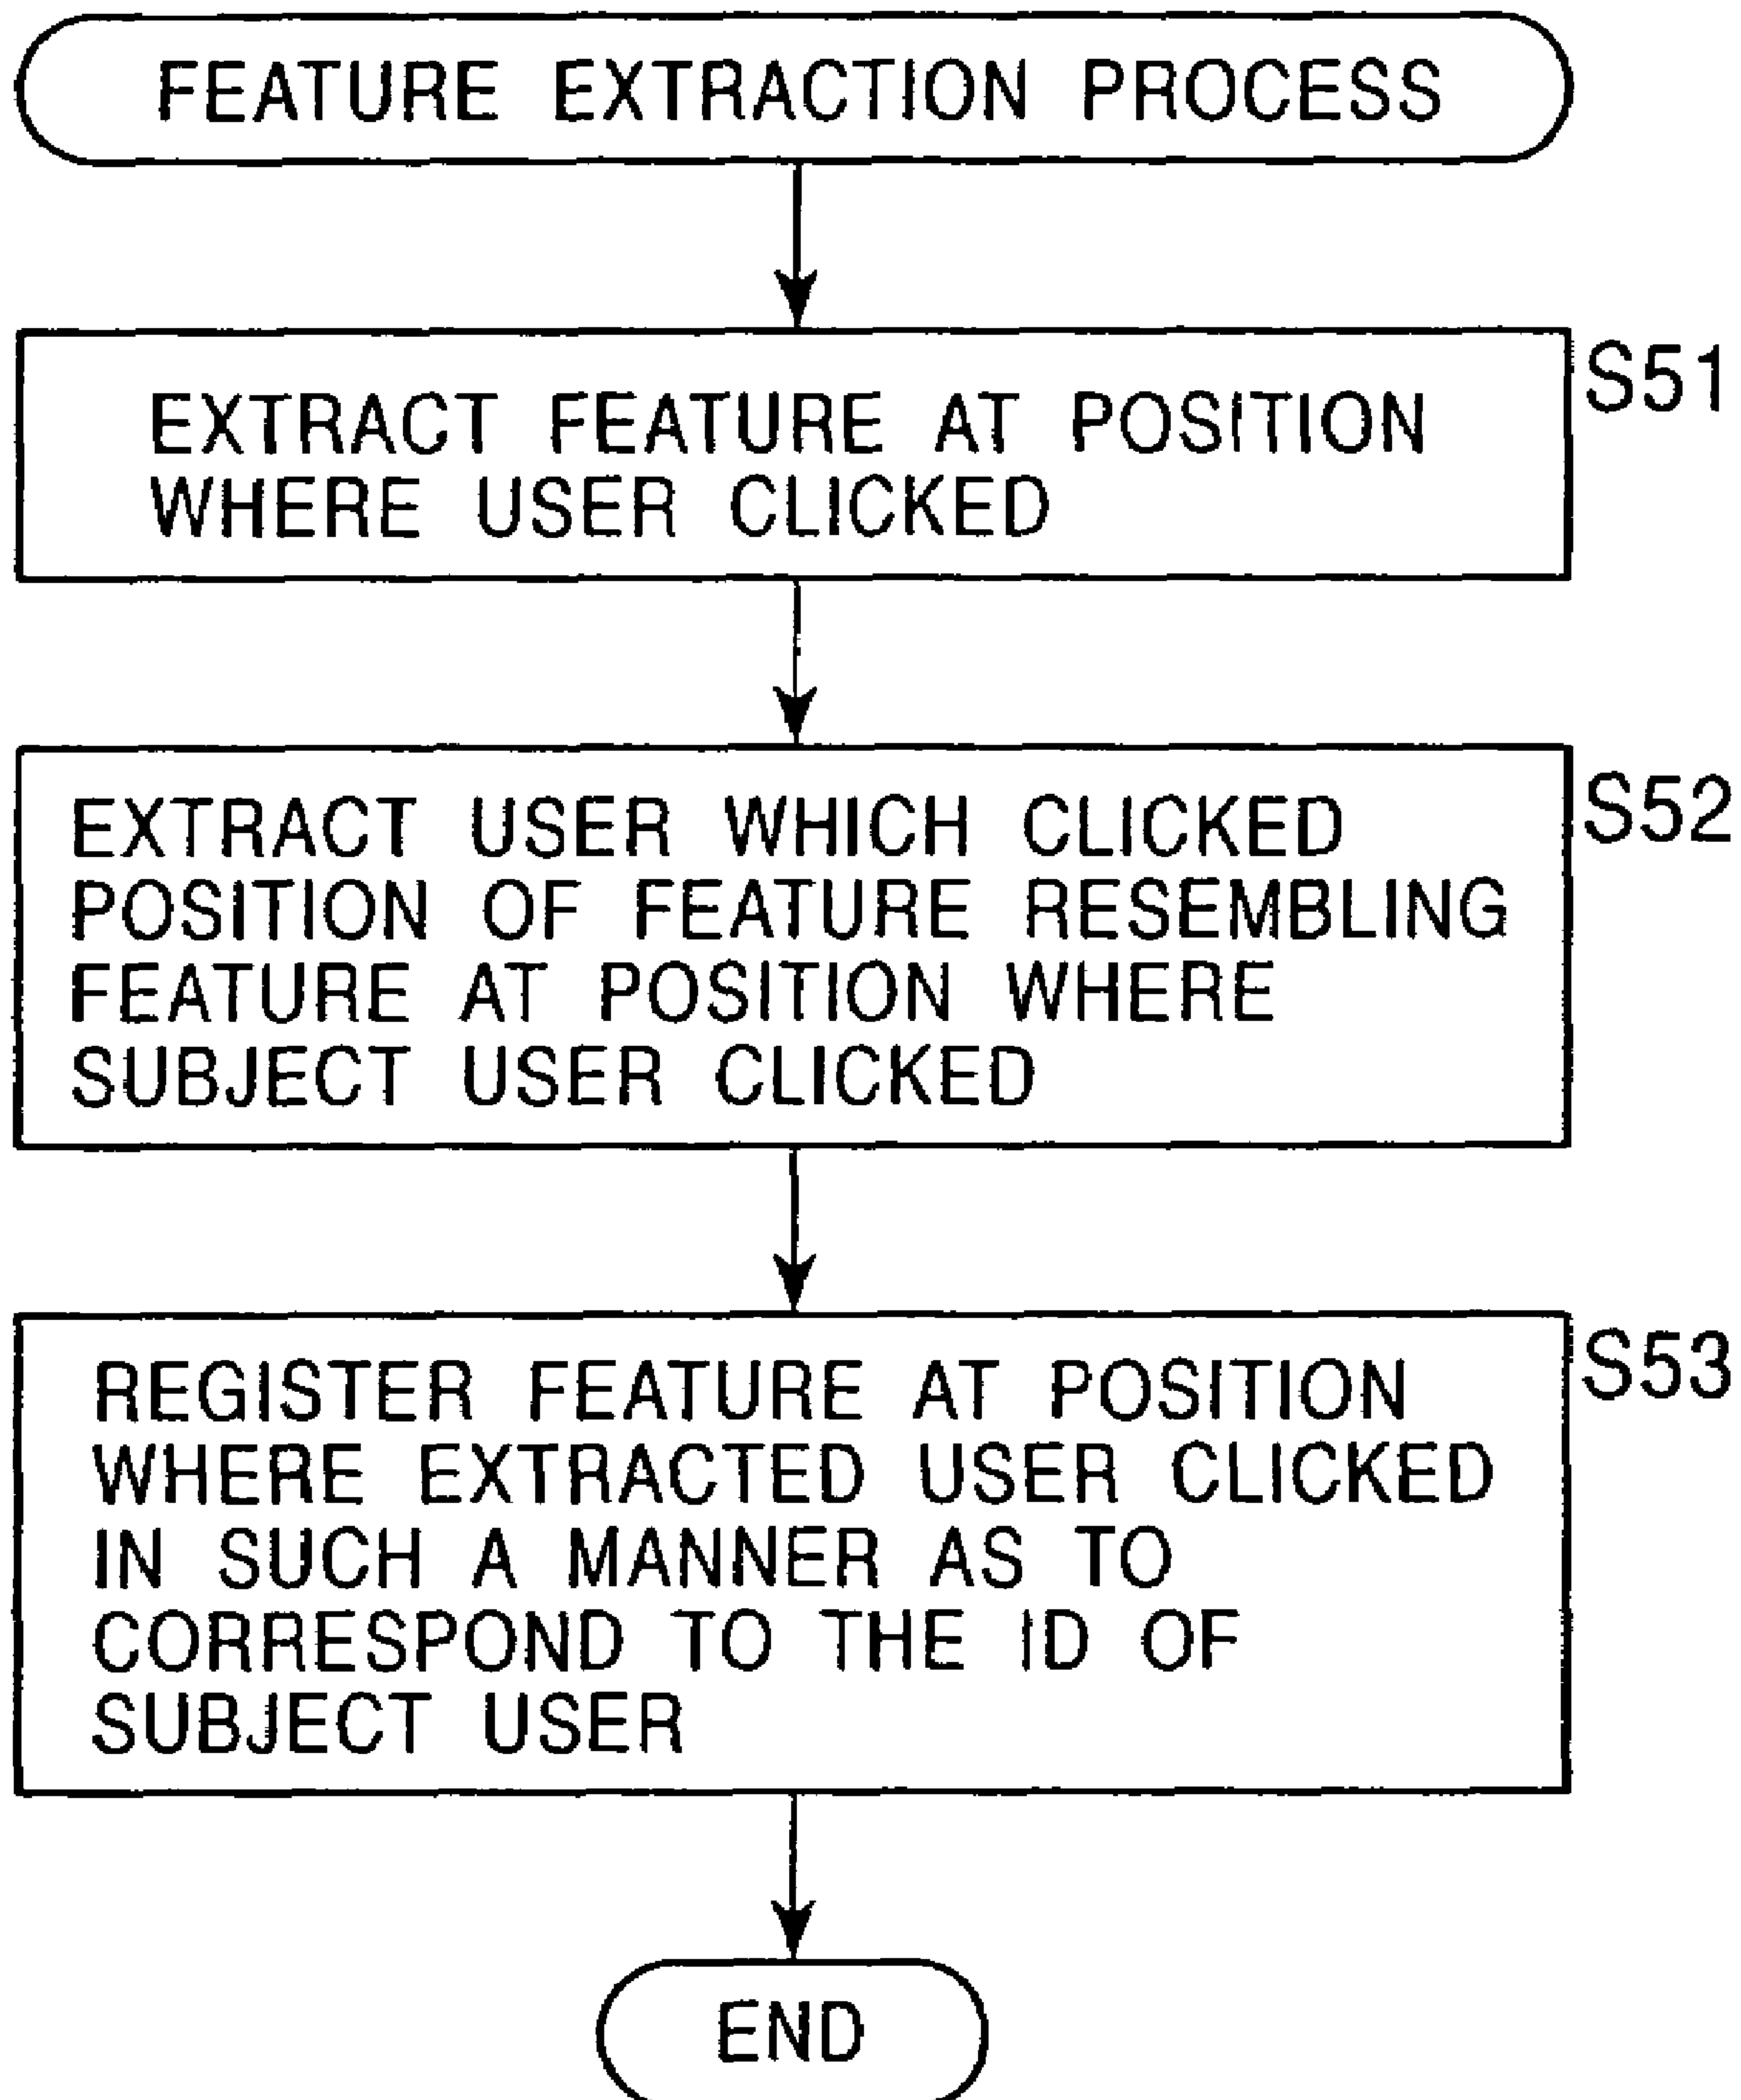 FEATURE EXTRACTION PROCESS
S51
EXTRACT FEATURE AT POSITION
WHERE USER CLICKED
S52
EXTRACT USER WHICH CLICKED
POSITION OF FEATURE RESEMBLING
FEATURE AT POSITION WHERE
SUBJECT USER CLICKED
S53
REGISTER FEATURE AT POSITION
WHERE EXTRACTED USER CLICKED
IN SUCH A MANNER AS TO
CORRESPOND TO THE ID OF
SUBJECT USER
END